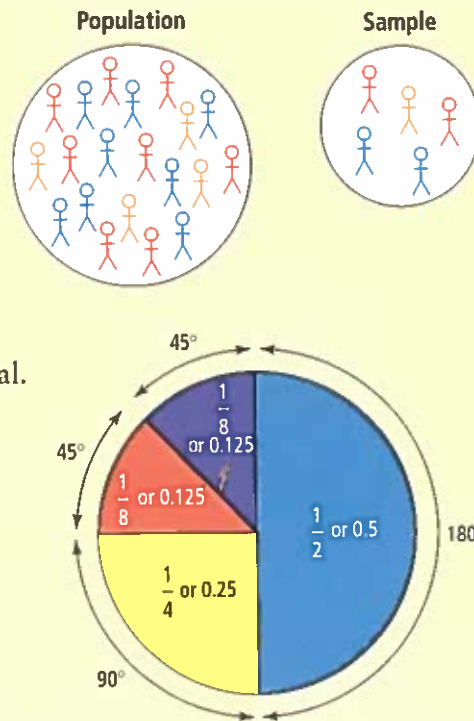 Population
Sample
al.
45°
45°
1/8 or 0.125
1/8 or 0.125
1/2 or 0.5
180
1/4 or 0.25
90°